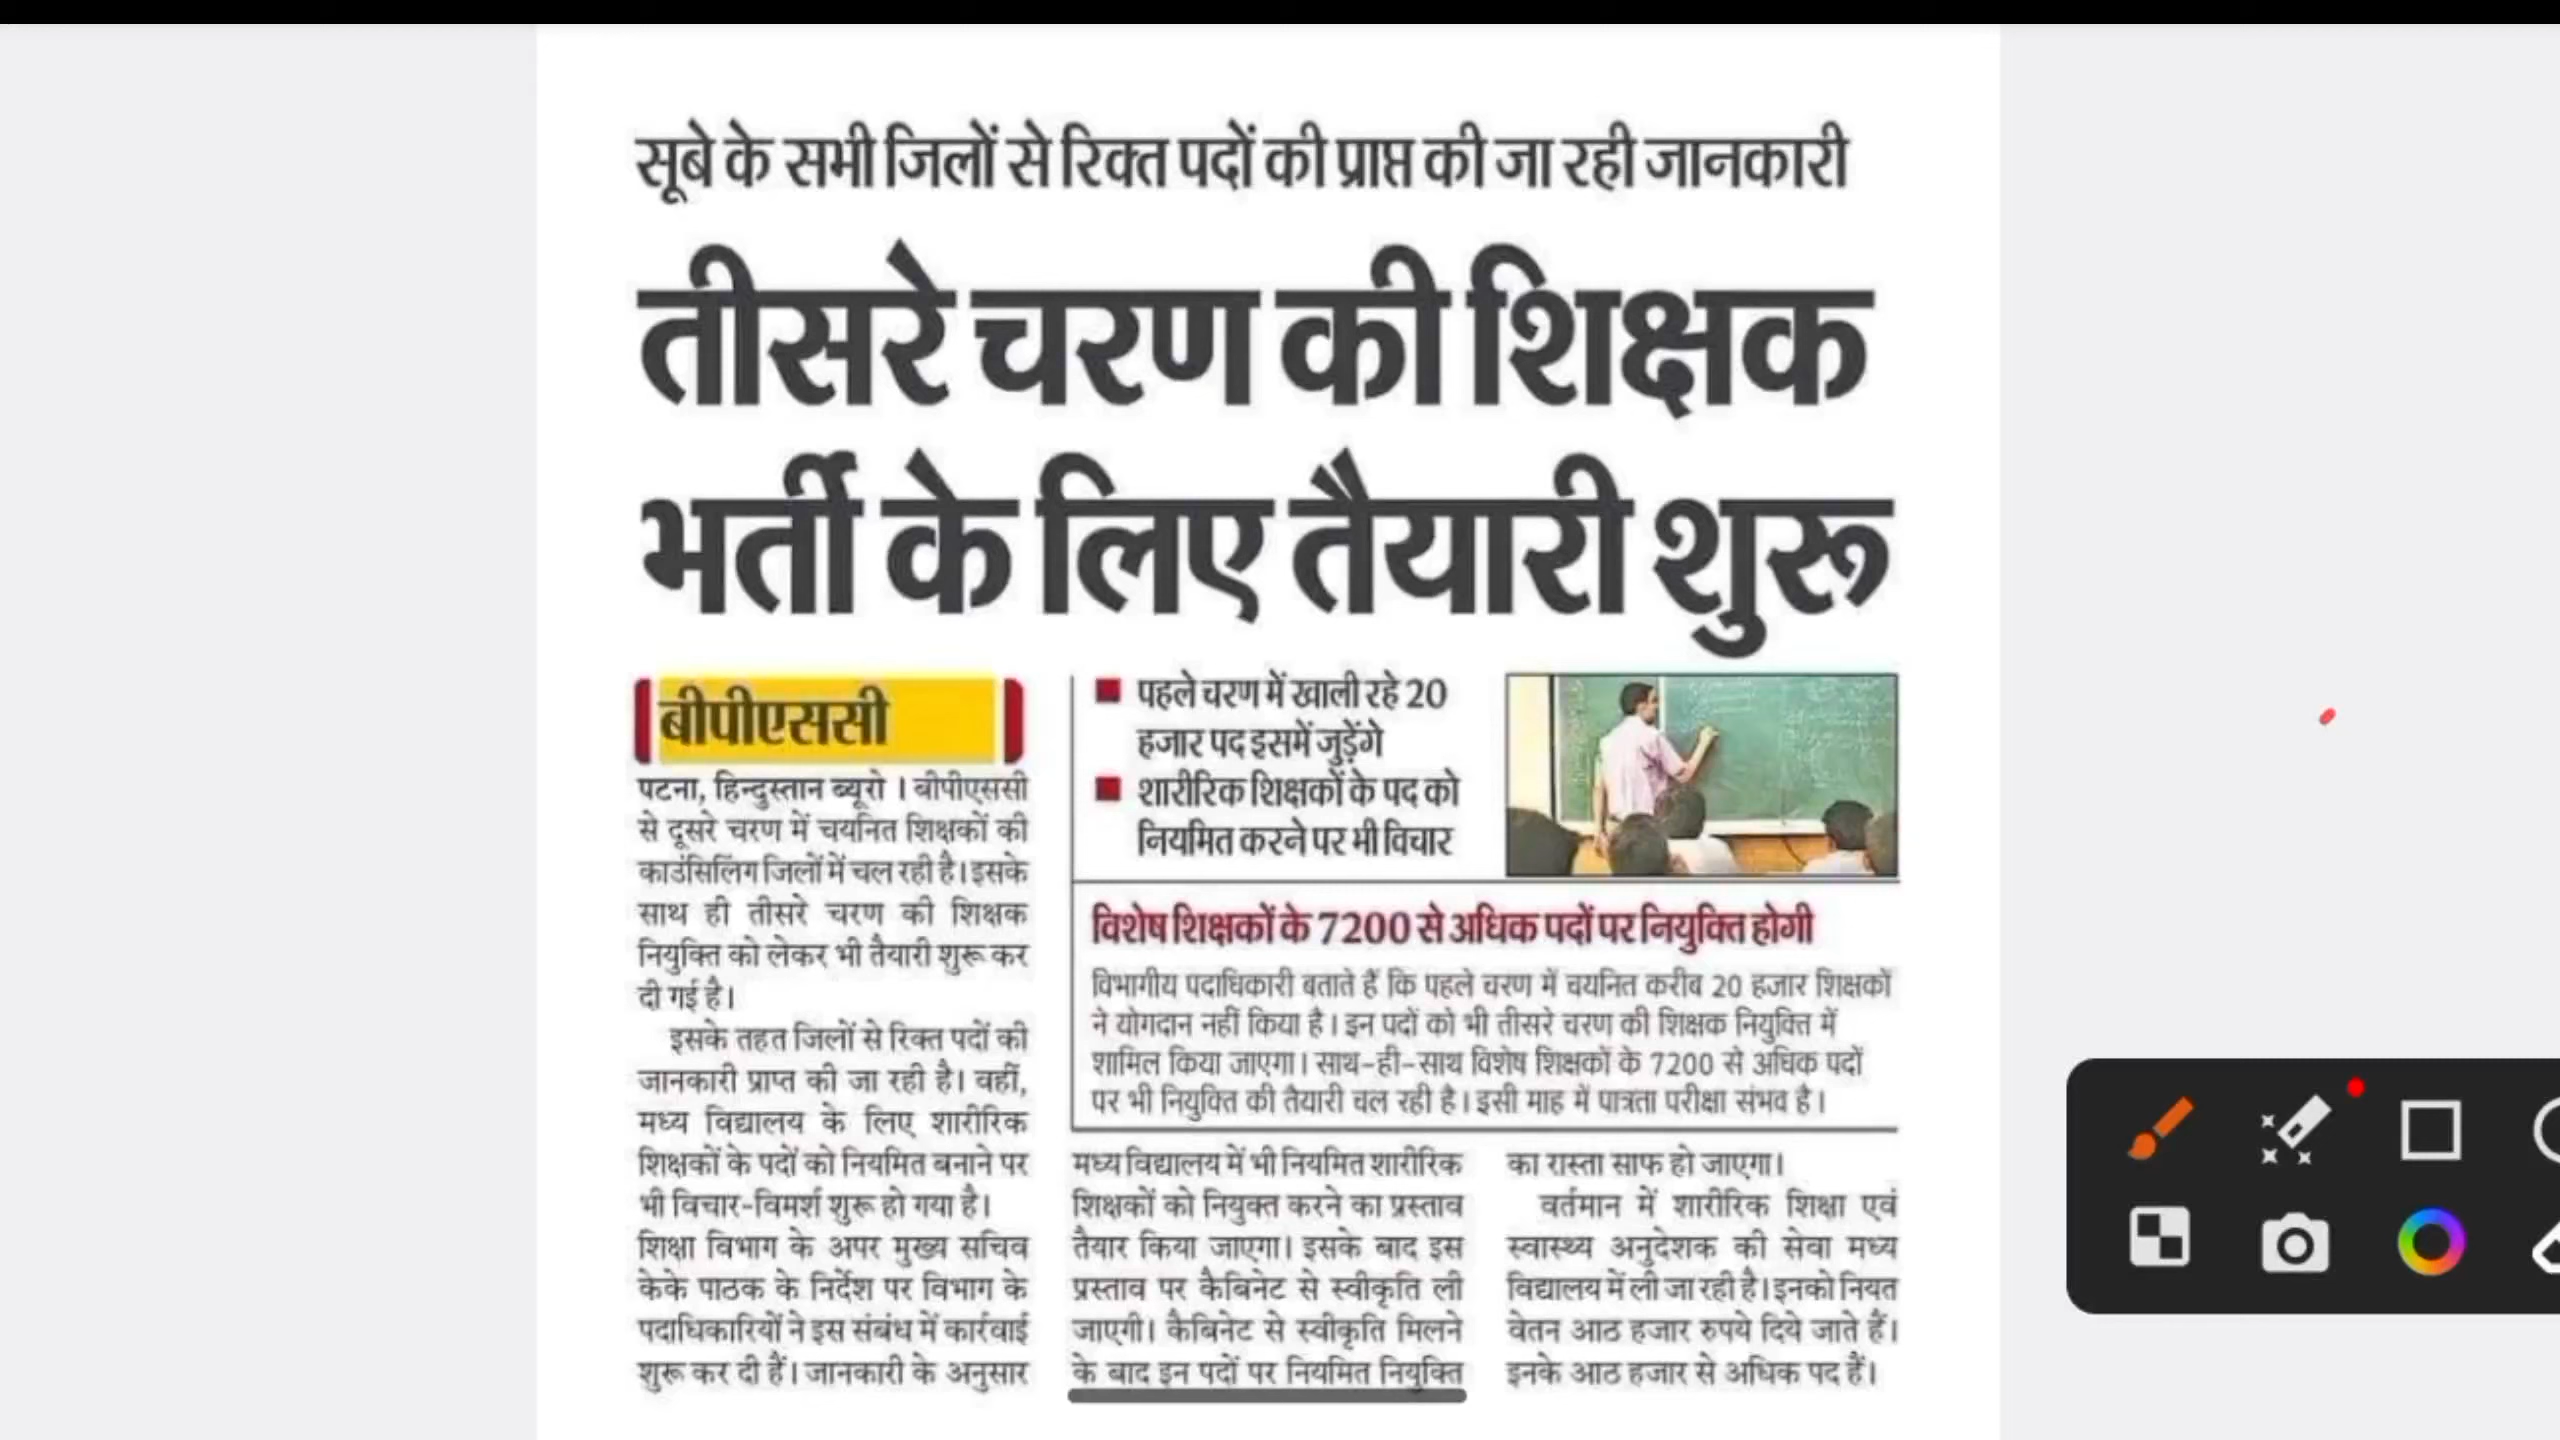 सूबे के सभी जिलों से रिक्त पदों की प्राप्त की जा रही जानकारी
तीसरे चरण की शिक्षक
भर्ती के लिए तैयारी शुरू
बीपीएससी
पटना, हिन्दुस्तान ब्यूरो । बीपीएससी
से दूसरे चरण में चयनित शिक्षकों की
काउंसिलिंग जिलों में चल रही है। इसके
साथ ही तीसरे चरण की शिक्षक
नियुक्ति को लेकर भी तैयारी शुरू कर
दी गई है।
इसके तहत जिलों से रिक्त पदों की
जानकारी प्राप्त की जा रही है। वहीं,
मध्य विद्यालय के लिए शारीरिक
शिक्षकों के पदों को नियमित बनाने पर
भी विचार-विमर्श शुरू हो गया है।
शिक्षा विभाग के अपर मुख्य सचिव
केके पाठक के निर्देश पर विभाग के
पदाधिकारियों ने इस संबंध में कार्रवाई
शुरू कर दी हैं। जानकारी के अनुसार
पहले चरण में खाली रहे 20
हजार पद इसमें जुड़ेंगे
शारीरिक शिक्षकों के पद को
नियमित करने पर भी विचार
विशेष शिक्षकों के 7200 से अधिक पदों पर नियुक्ति होगी
विभागीय पदाधिकारी बताते हैं कि पहले चरण में चयनित करीब 20 हजार शिक्षकों
ने योगदान नहीं किया है। इन पदों को भी तीसरे चरण की शिक्षक नियुक्ति में
शामिल किया जाएगा। साथ-ही-साथ विशेष शिक्षकों के 7200 से अधिक पदों
पर भी नियुक्ति की तैयारी चल रही है। इसी माह में पात्रता परीक्षा संभव है।
मध्य विद्यालय में भी नियमित शारीरिक
शिक्षकों को नियुक्त करने का प्रस्ताव
तैयार किया जाएगा। इसके बाद इस
प्रस्ताव पर कैबिनेट से स्वीकृति ली
जाएगी। कैबिनेट से स्वीकृति मिलने
के बाद इन पदों पर नियमित नियुक्ति
का रास्ता साफ हो जाएगा।
वर्तमान में शारीरिक शिक्षा एवं
स्वास्थ्य अनुदेशक की सेवा मध्य
विद्यालय में ली जा रही है। इनको नियत
वेतन आठ हजार रुपये दिये जाते हैं।
इनके आठ हजार से अधिक पद हैं।